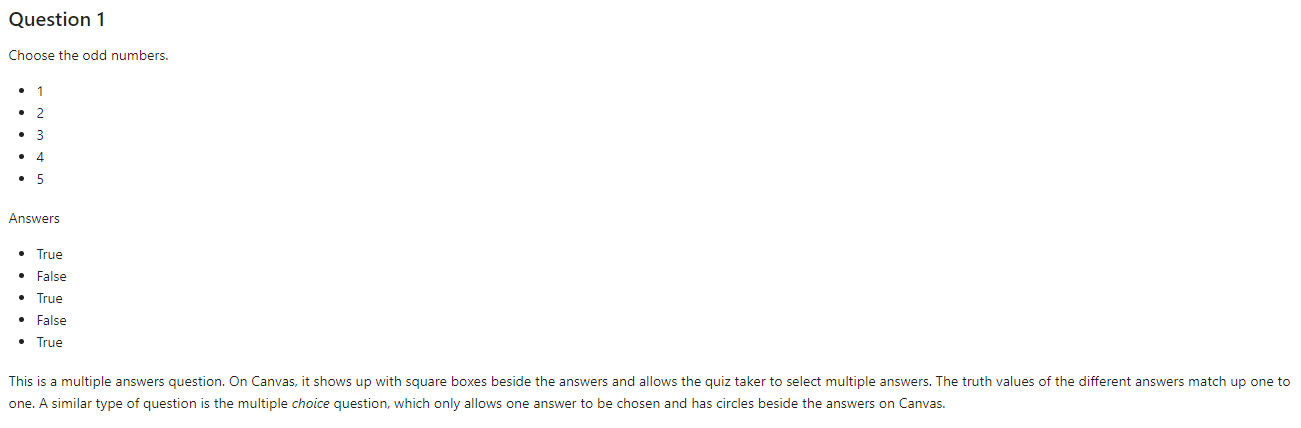 Question 1
Choose the odd numbers.
1
2
3
4
5
Answers
True
False
True
False
True
This is a multiple answers question. On Canvas, it shows up with square boxes beside the answers and allows the quiz taker to select multiple answers. The truth values of the different answers match up one to
one. A similar type of question is the multiple choice question, which only allows one answer to be chosen and has circles beside the answers on Canvas.